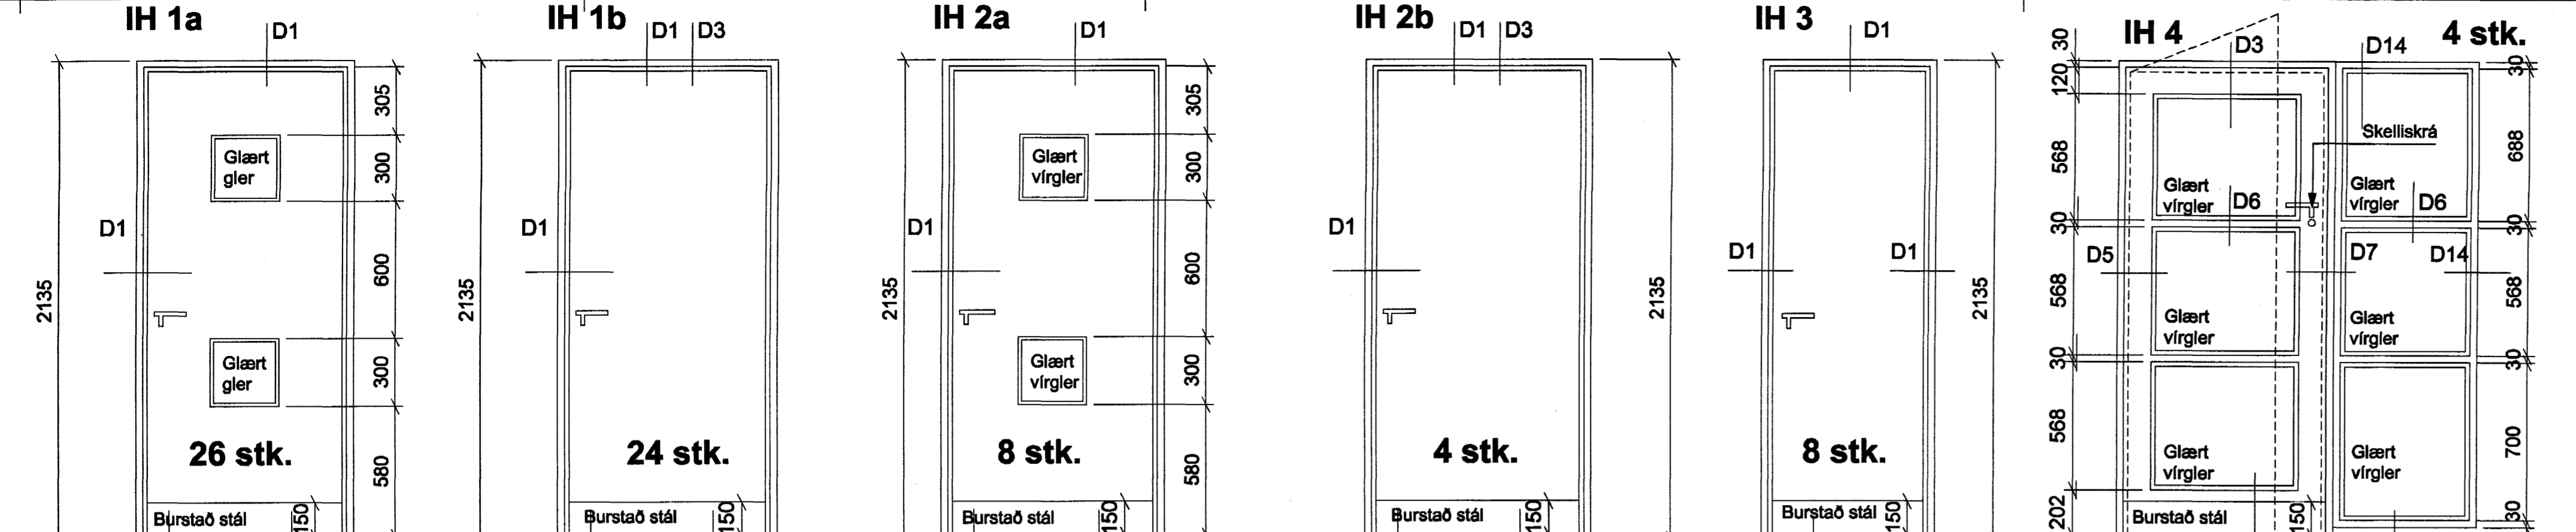 IH 1a
D1
305
Glært
gler
300
D1
600
2135
Glært
gler
300
26 stk.
580
Burstað stál
150
IH 1b
D1 D3
D1
2135
24 stk.
Burstað stál
150
IH 2a
D1
305
Glært
vírgler
300
D1
600
2135
Glært
vírgler
300
8 stk.
580
Burstað stál
150
IH 2b
D1 D3
D1
2135
4 stk.
Burstað stál
150
IH 3
D1
D1
D1
2135
8 stk.
Burstað stál
150
IH 4
4 stk.
30
D3
D14
30
120
Skelliskrá
568
688
Glært
vírgler
D6
Glært
vírgler
D6
30
30
D5
D7
D14
568
568
Glært
vírgler
Glært
vírgler
30
30
568
700
Glært
vírgler
Glært
vírgler
202
Burstað stál
150
30